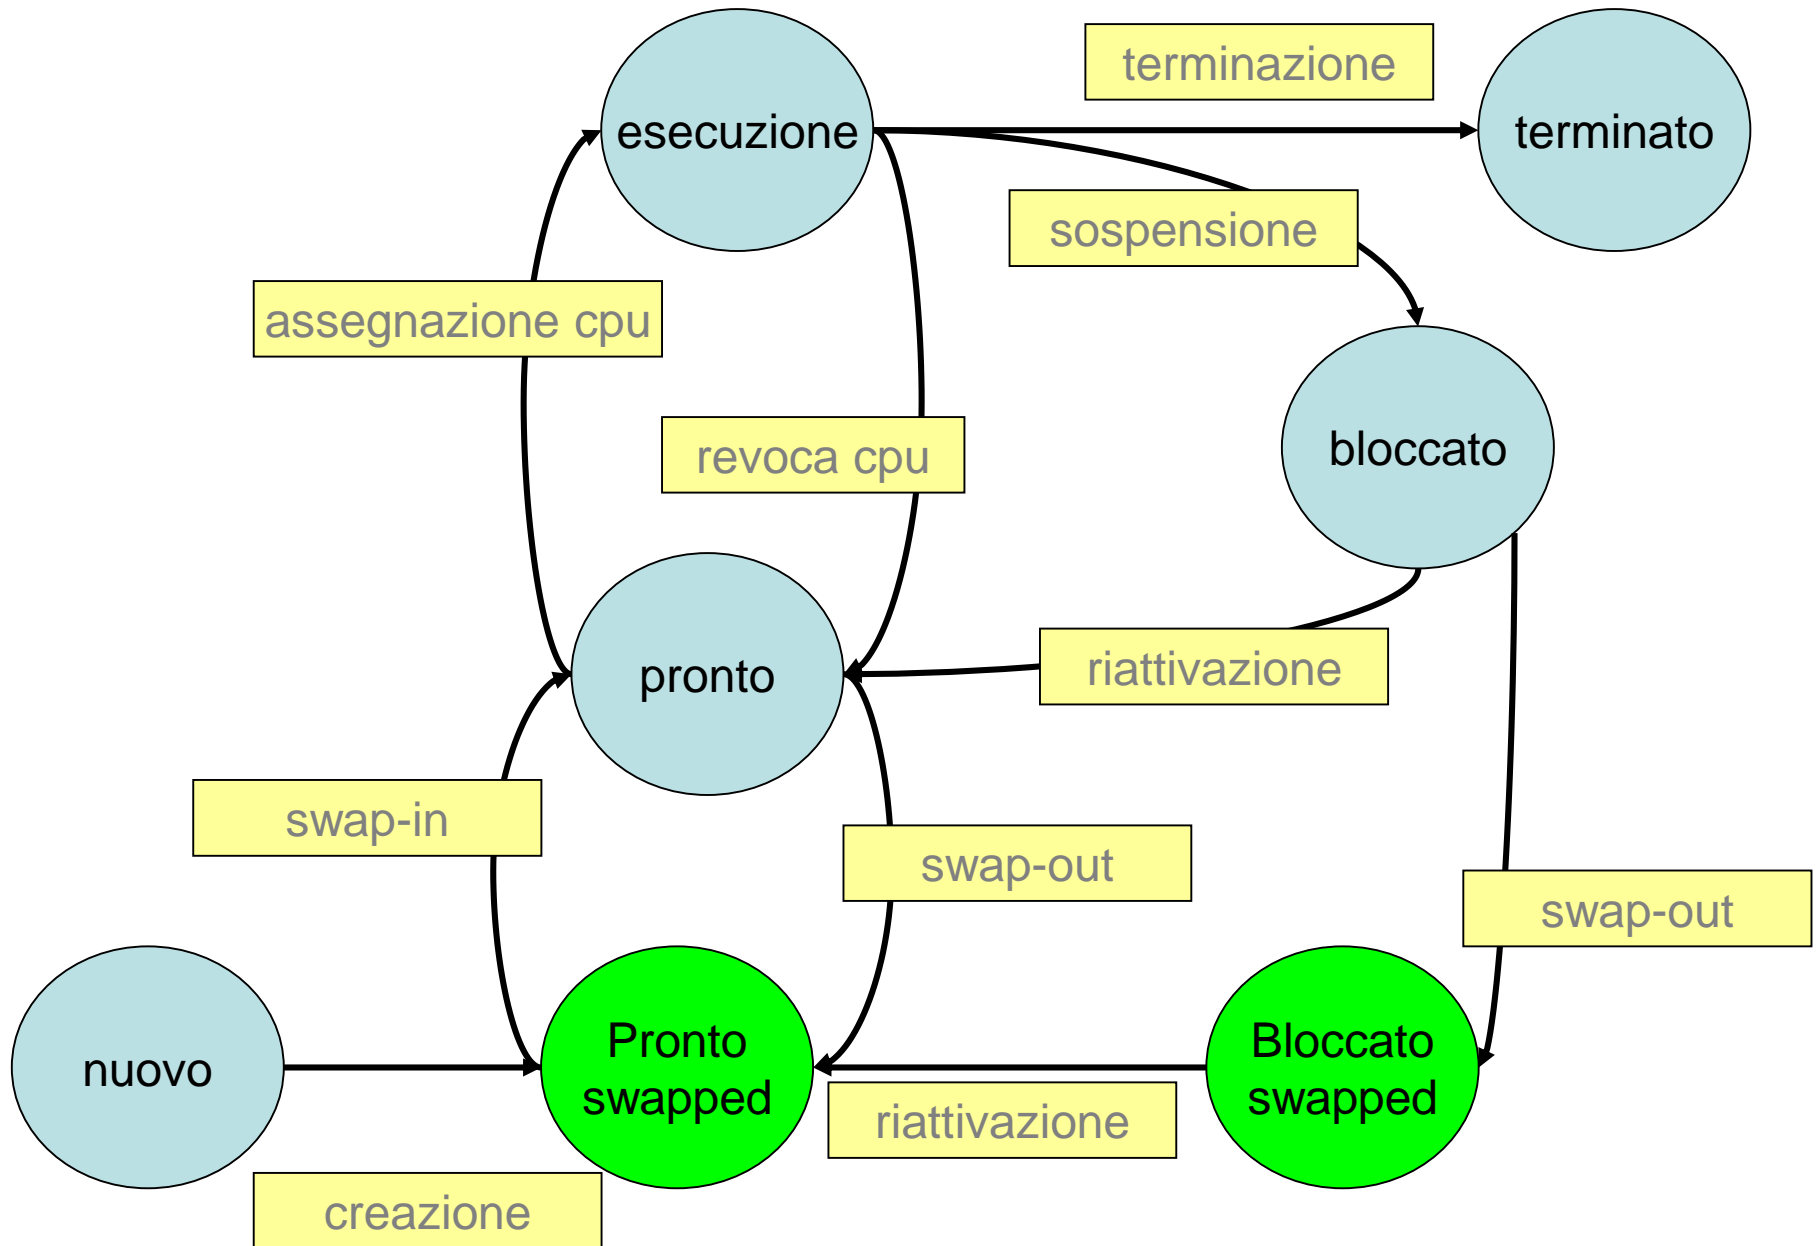 terminazione
esecuzione
terminato
sospensione
assegnazione cpu
revoca cpu
bloccato
pronto
riattivazione
swap-in
swap-out
swap-out
nuovo
Pronto
swapped
Bloccato
swapped
riattivazione
creazione